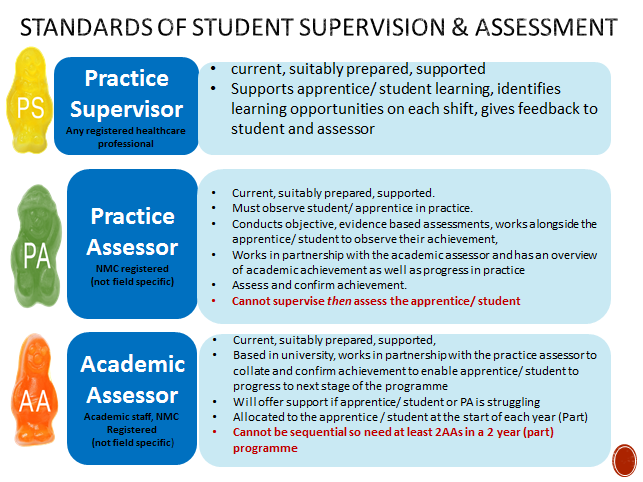 STANDARDS OF STUDENT SUPERVISION & ASSESSMENT
PS
Practice
Supervisor
Any registered healthcare
professional
• current, suitably prepared, supported
• Supports apprentice/ student learning, identifies
learning opportunities on each shift, gives feedback to
student and assessor
PA
Practice
Assessor
NMC registered
(not field specific)
• Current, suitably prepared, supported.
• Must observe student/ apprentice in practice.
• Conducts objective, evidence based assessments, works alongside the
apprentice/ student to observe their achievement,
• Works in partnership with the academic assessor and has an overview
of academic achievement as well as progress in practice
• Assess and confirm achievement.
• Cannot supervise then assess the apprentice/ student
AA
Academic
Assessor
Academic staff, NMC
Registered
(not field specific)
• Current, suitably prepared, supported,
• Based in university, works in partnership with the practice assessor to
collate and confirm achievement to enable apprentice/ student to
progress to next stage of the programme
• Will offer support if apprentice/ student or PA is struggling
• Allocated to the apprentice / student at the start of each year (Part)
• Cannot be sequential so need at least 2AAs in a 2 year (part)
programme